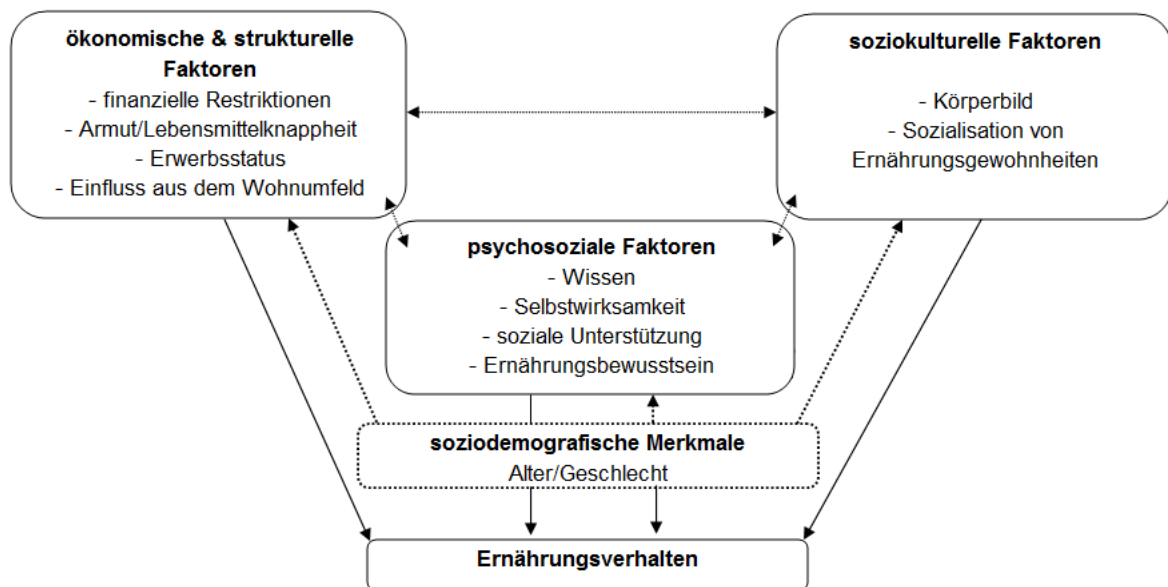 ökonomische & strukturelle
Faktoren
- finanzielle Restriktionen
- Armut/Lebensmittelknappheit
- Erwerbsstatus
- Einfluss aus dem Wohnumfeld
soziokulturelle Faktoren
- Körperbild
- Sozialisation von
Ernährungsgewohnheiten
psychosoziale Faktoren
- Wissen
- Selbstwirksamkeit
- soziale Unterstützung
- Ernährungsbewusstsein
soziodemografische Merkmale
Alter/Geschlecht
Ernährungsverhalten